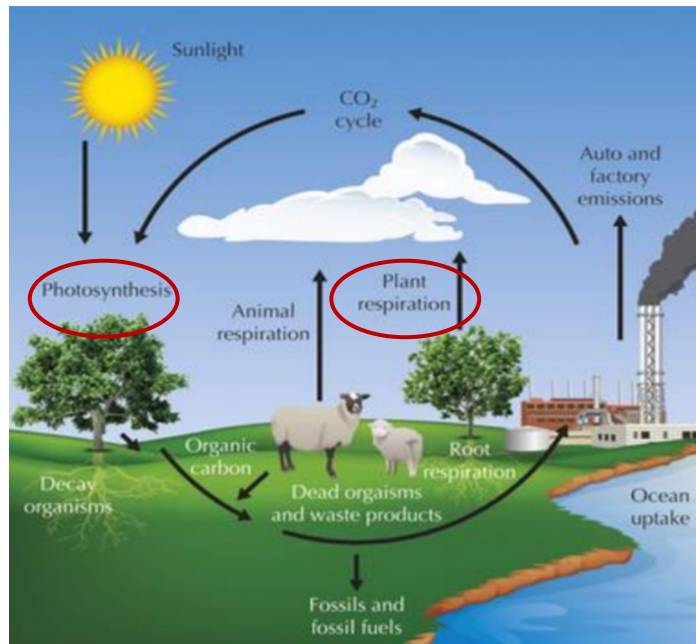 Sunlight
CO₂
cycle
Auto and
factory
emissions
Photosynthesis
Plant
respiration
Animal
respiration
Organic
carbon
Root
respiration
Decay
organisms
Dead orgaisms
and waste products
Ocean
uptake
Fossils and
fossil fuels